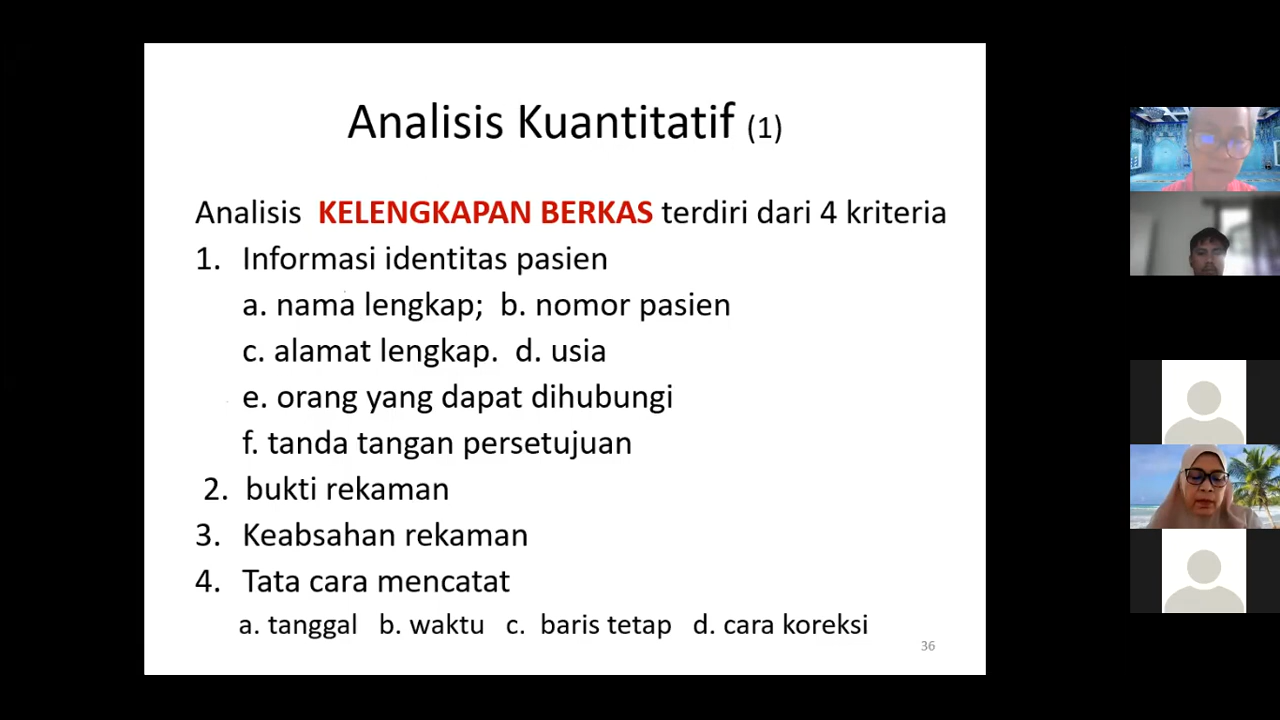 Analisis Kuantitatif (1)
Analisis KELENGKAPAN BERKAS terdiri dari 4 kriteria
1. Informasi identitas pasien
a. nama lengkap; b. nomor pasien
c. alamat lengkap. d. usia
e. orang yang dapat dihubungi
f. tanda tangan persetujuan
2. bukti rekaman
3. Keabsahan rekaman
4. Tata cara mencatat
a. tanggal b. waktu c. baris tetap d. cara koreksi
36